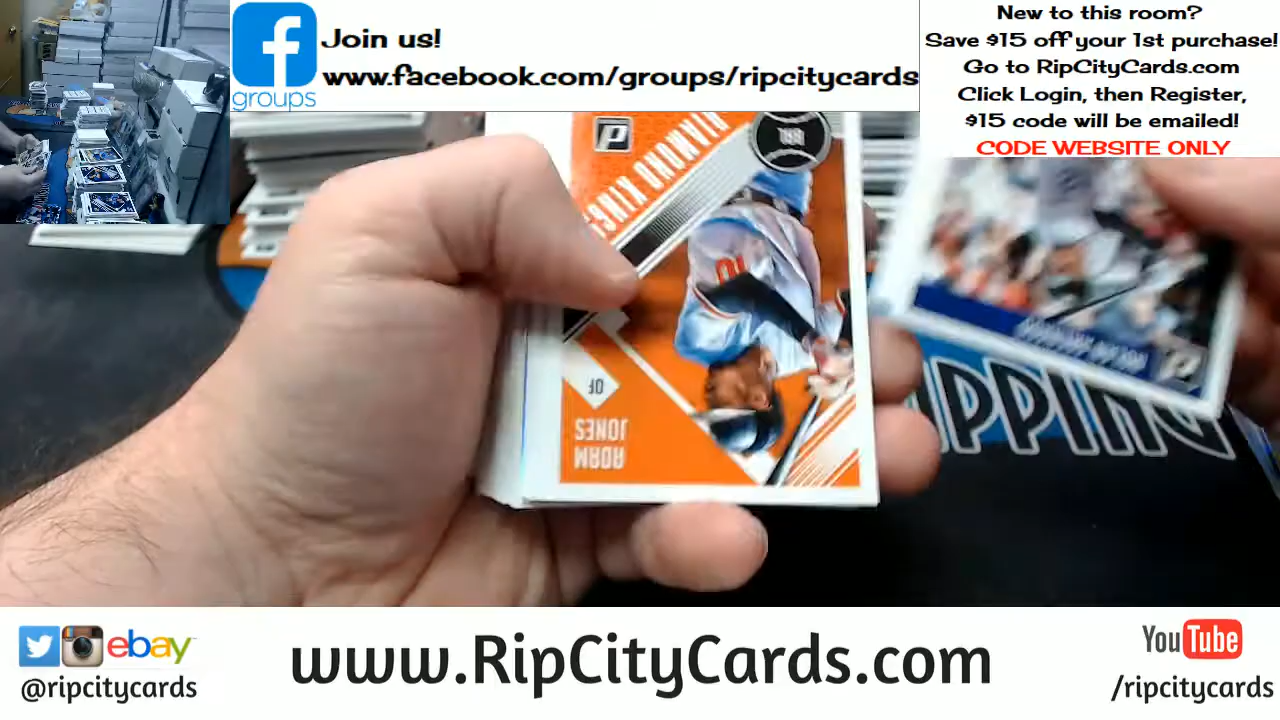 groups
Join us!
www.facebook.com/groups/ripcitycards
New to this room?
Save $15 off your 1st purchase!
Go to RipCityCards.com
Click Login, then Register,
$15 code will be emailed!
CODE WEBSITE ONLY
DIAMOND KINGS
BAL
OF
ADAM
JONES
PPING
ebay
@ripcitycards
www.RipCityCards.com
YouTube
/ripcitycards